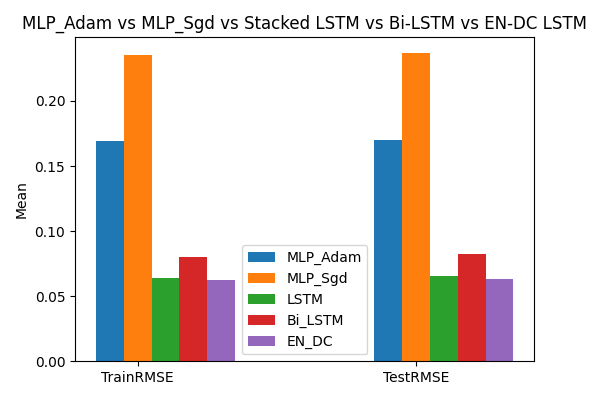 MLP_Adam vs MLP_Sgd vs Stacked LSTM vs Bi-LSTM vs EN-DC LSTM
Mean
0.20
0.15
0.10
0.05
0.00
MLP_Adam
MLP_Sgd
LSTM
Bi_LSTM
EN_DC
TrainRMSE
TestRMSE